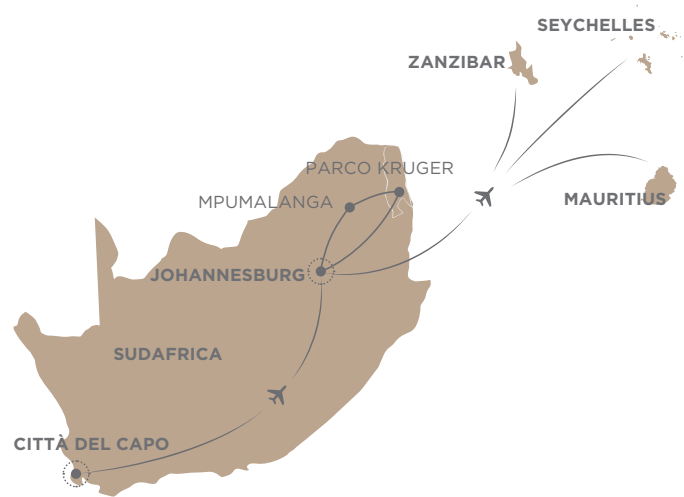 SEYCHELLES
ZANZIBAR
PARCO KRUGER
MPUMALANGA
MAURITIUS
JOHANNESBURG
SUDAFRICA
CITTÀ DEL CAPO